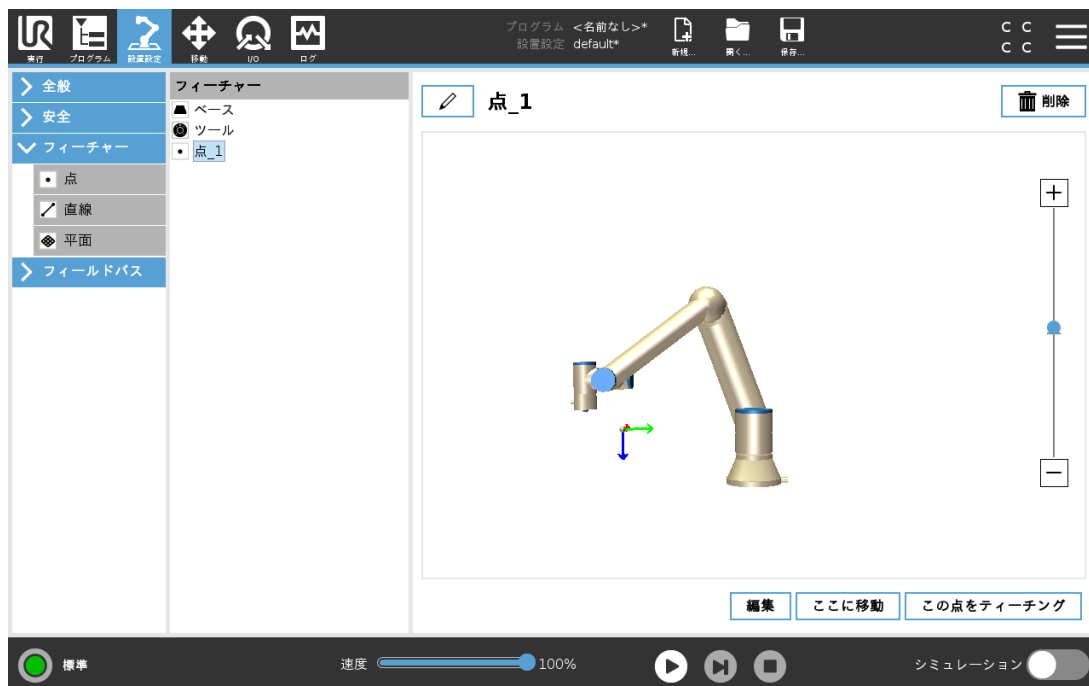 UR
実行
プログラム
設置設定
移動
I/O
ログ
プログラム <名前なし>*
設置設定 default*
新規...
開く...
保存...
C C
C C
全般
安全
フィーチャー
点
直線
平面
フィールドバス
フィーチャー
ベース
ツール
点_1
点_1
削除
編集
ここに移動
この点をティーチング
標準
速度
100%
シミュレーション